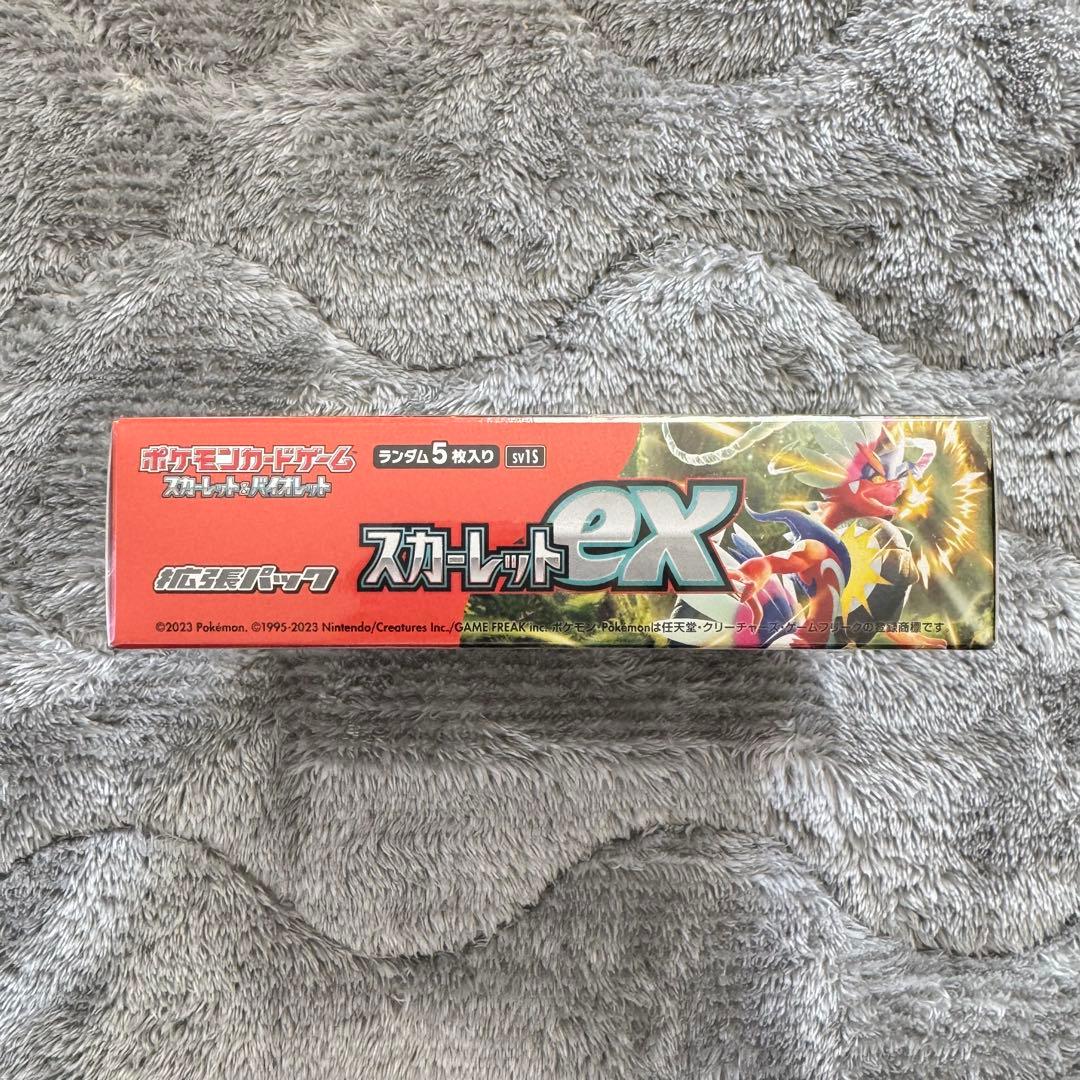 ポケモンカードゲーム
スカーレット&バイオレット
ランダム5枚入り
SV1S
スカーレットex
拡張パック
©2023 Pokémon. ©1995-2023 Nintendo/Creatures Inc./GAME FREAK inc. ポケモン・Pokémonは任天堂・クリーチャーズ・ゲームフリークの登録商標です。